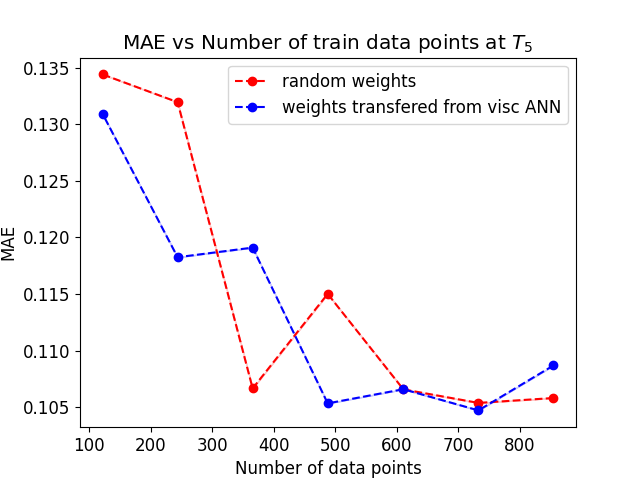 MAE vs Number of train data points at T₅
random weights
weights transfered from visc ANN
MAE
0.135
0.130
0.125
0.120
0.115
0.110
0.105
100 200 300 400 500 600 700 800
Number of data points